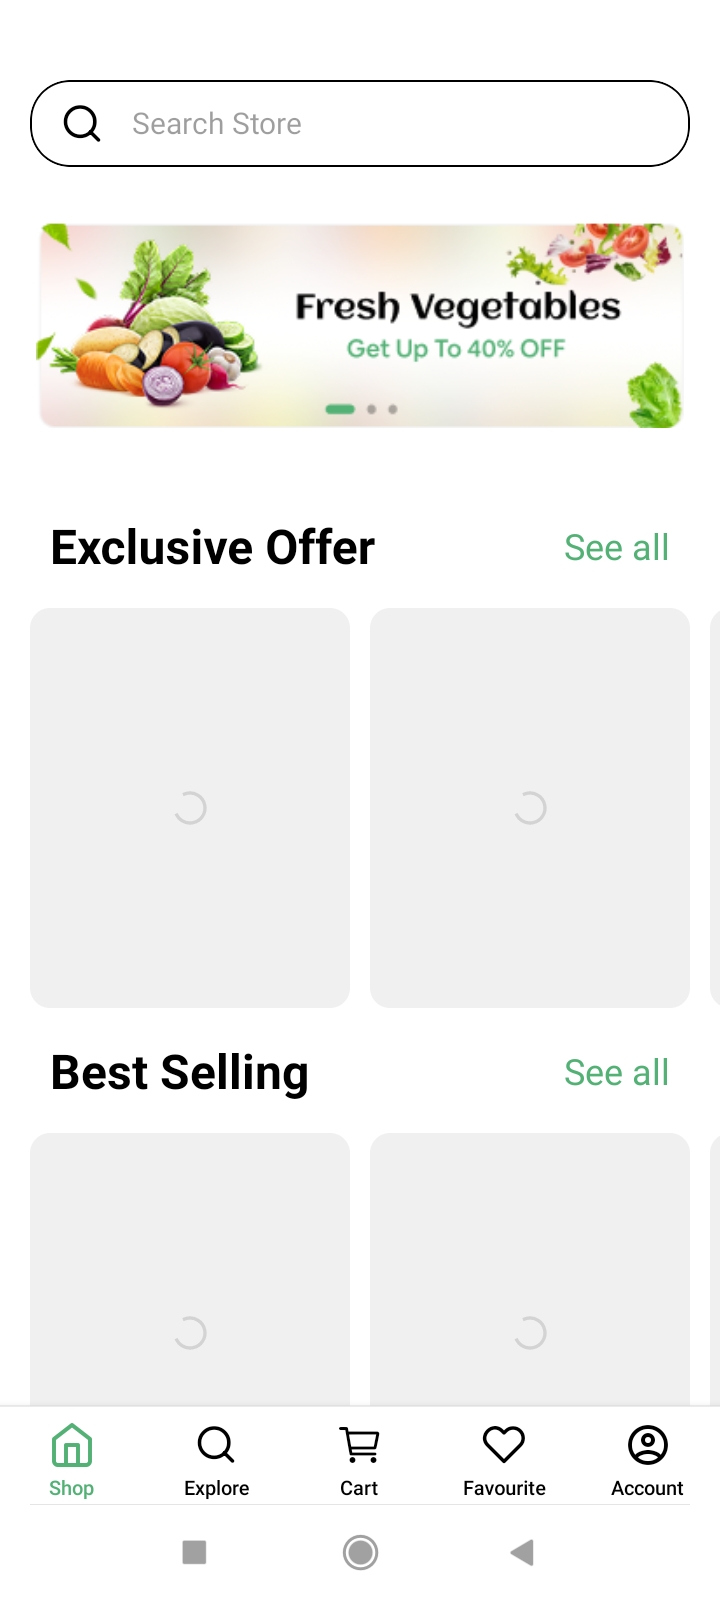 Search Store
Fresh Vegetables
Get Up To 40% OFF
Exclusive Offer
See all
Best Selling
See all
Shop
Explore
Cart
Favourite
Account